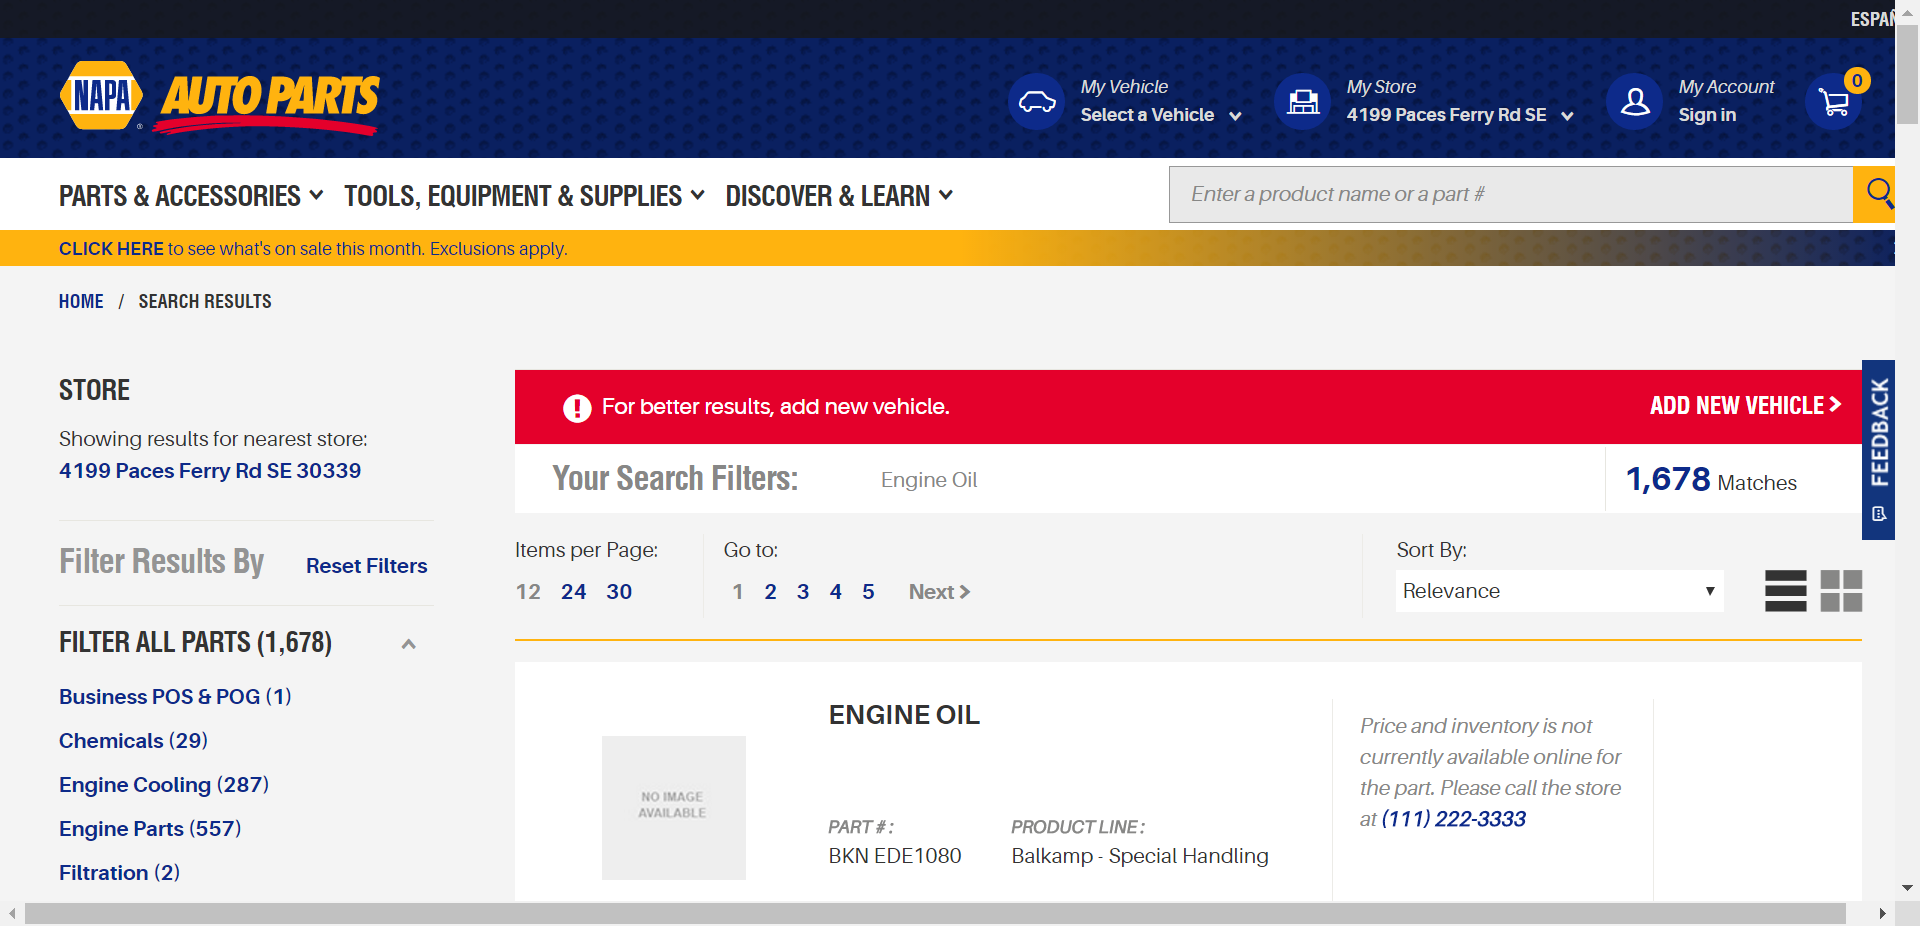 NAPA AUTO PARTS
My Vehicle
Select a Vehicle
My Store
4199 Paces Ferry Rd SE
My Account
Sign in
0
PARTS & ACCESSORIES
TOOLS, EQUIPMENT & SUPPLIES
DISCOVER & LEARN
Enter a product name or a part #
CLICK HERE to see what's on sale this month. Exclusions apply.
HOME / SEARCH RESULTS
STORE
Showing results for nearest store:
4199 Paces Ferry Rd SE 30339
Filter Results By
Reset Filters
FILTER ALL PARTS (1,678)
Business POS & POG (1)
Chemicals (29)
Engine Cooling (287)
Engine Parts (557)
Filtration (2)
For better results, add new vehicle.
ADD NEW VEHICLE >
FEEDBACK
Your Search Filters:
Engine Oil
1,678 Matches
Items per Page:
12 24 30
Go to:
1 2 3 4 5 Next >
Sort By:
Relevance
NO IMAGE
AVAILABLE
ENGINE OIL
PART # :
BKN EDE1080
PRODUCT LINE :
Balkamp - Special Handling
Price and inventory is not
currently available online for
the part. Please call the store
at (111) 222-3333